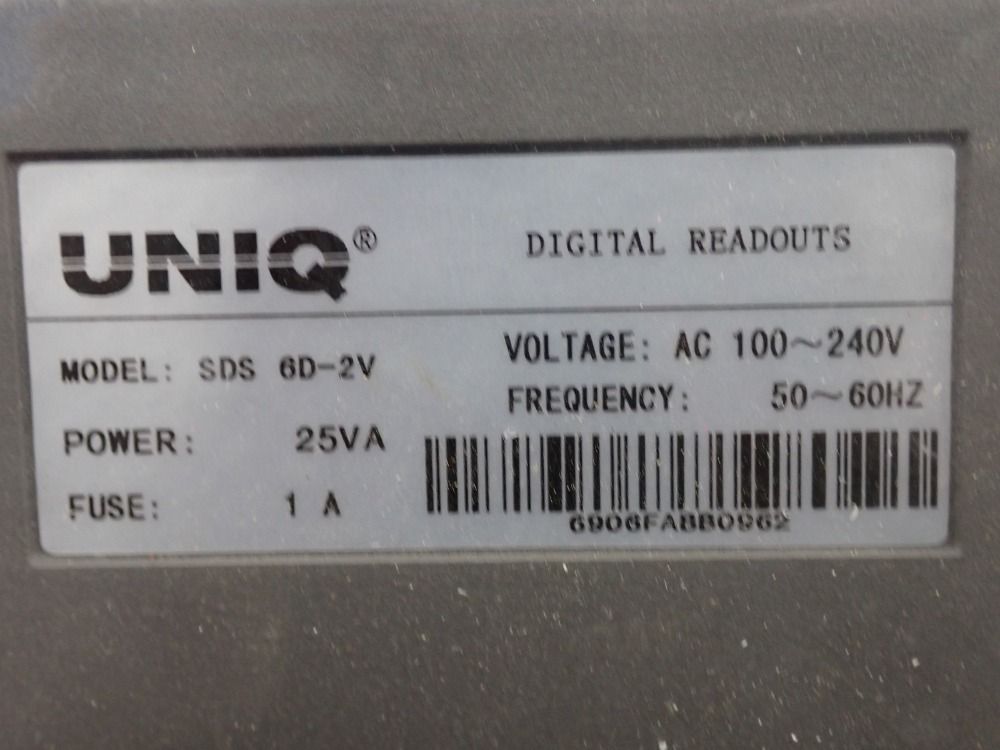 UNIQ®
DIGITAL READOUTS
MODEL: SDS 6D-2V
POWER: 25VA
FUSE: 1 A
VOLTAGE: AC 100~240V
FREQUENCY: 50~60HZ
6906FABB0962